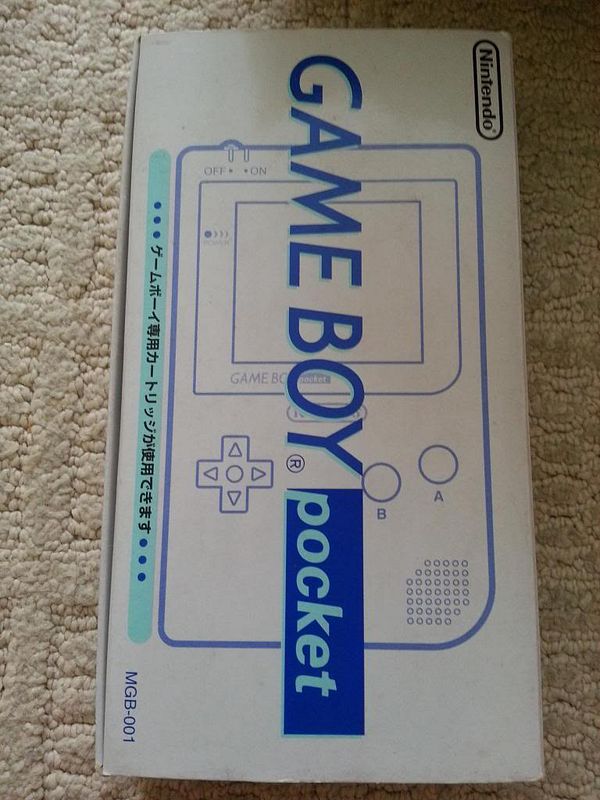 Nintendo®
GAME BOY® pocket
OFF • • ON
POWER
GAME BOY pocket
B
A
•••ゲームボーイ専用カートリッジが使用できます•••
MGB-001